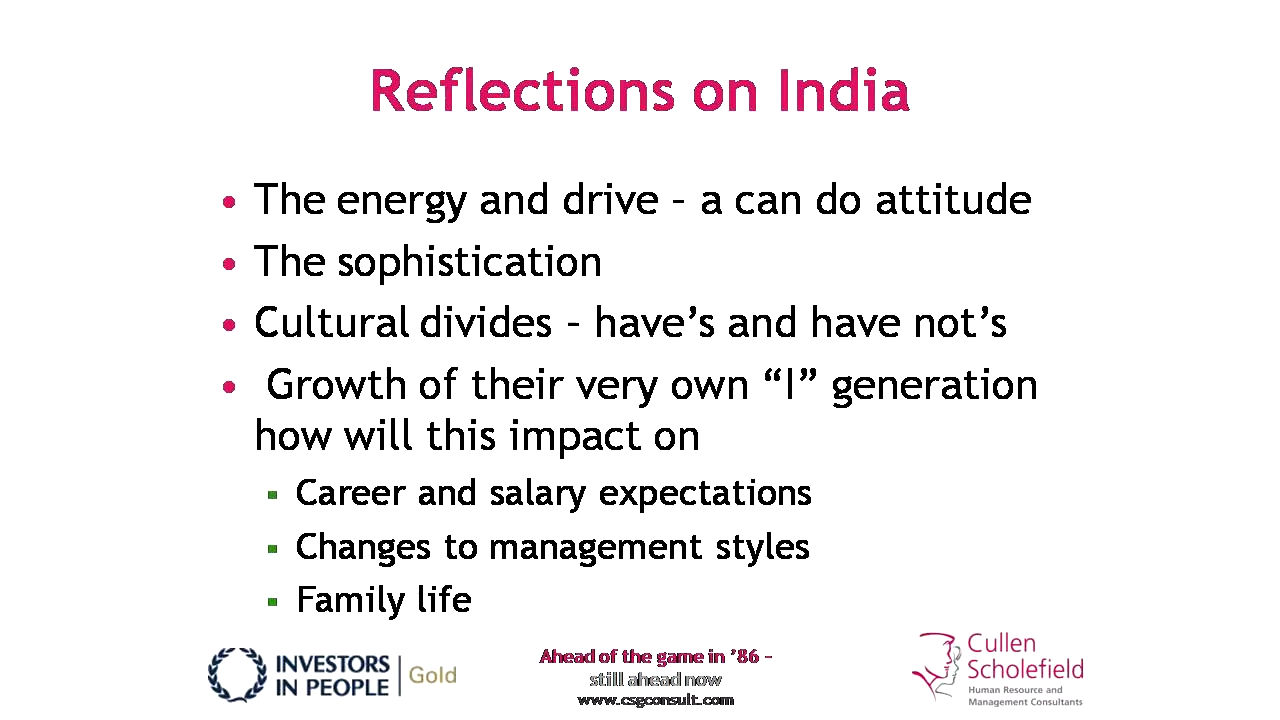 Reflections on India
• The energy and drive – a can do attitude
• The sophistication
• Cultural divides – have’s and have not’s
• Growth of their very own “I” generation
how will this impact on
▪ Career and salary expectations
▪ Changes to management styles
▪ Family life
INVESTORS
IN PEOPLE
Gold
Ahead of the game in ’86 –
still ahead now
www.csgconsult.com
Cullen
Scholefield
Human Resource and
Management Consultants